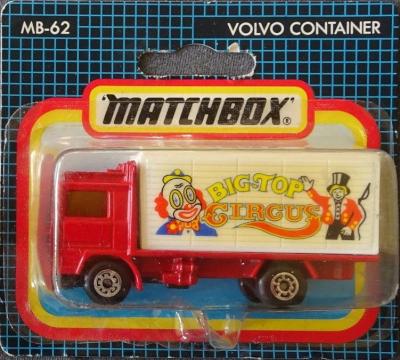 MB-62
VOLVO CONTAINER
"MATCHBOX"®
BIG-TOP
CIRCUS